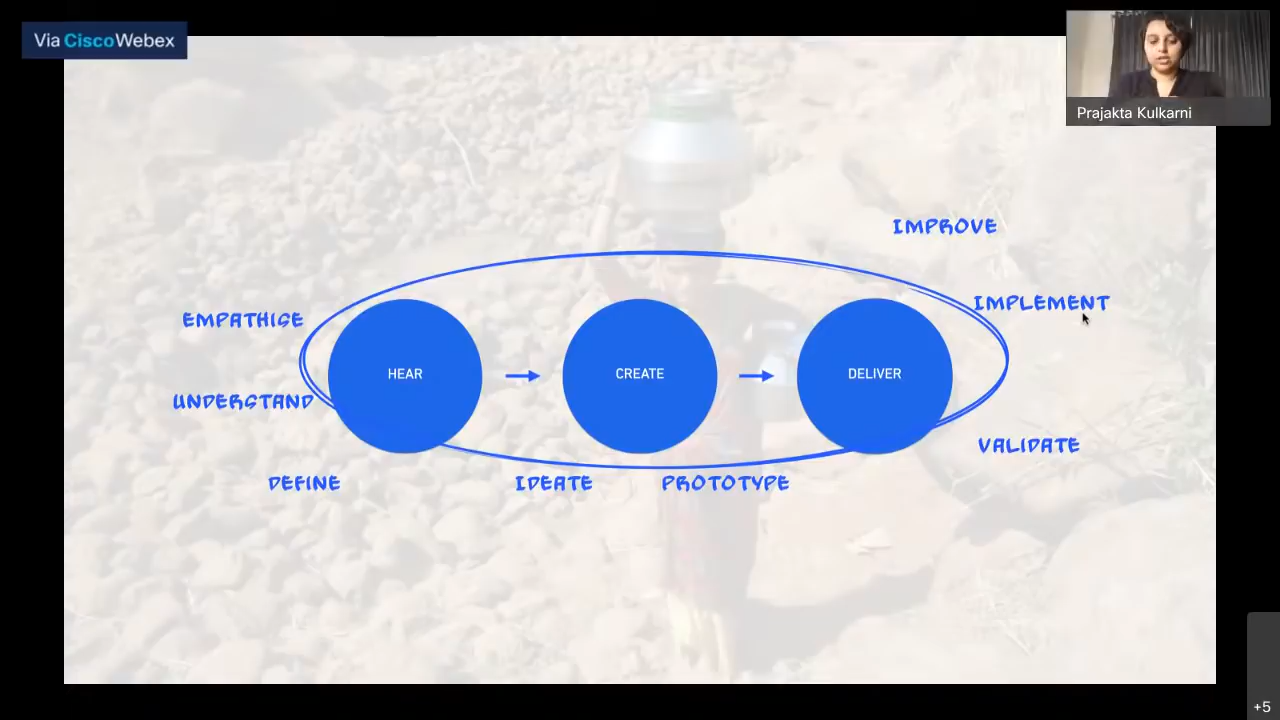 Via CiscoWebex
Prajakta Kulkarni
IMPROVE
IMPLEMENT
EMPATHISE
HEAR
CREATE
DELIVER
UNDERSTAND
VALIDATE
DEFINE
IDEATE
PROTOTYPE
+5